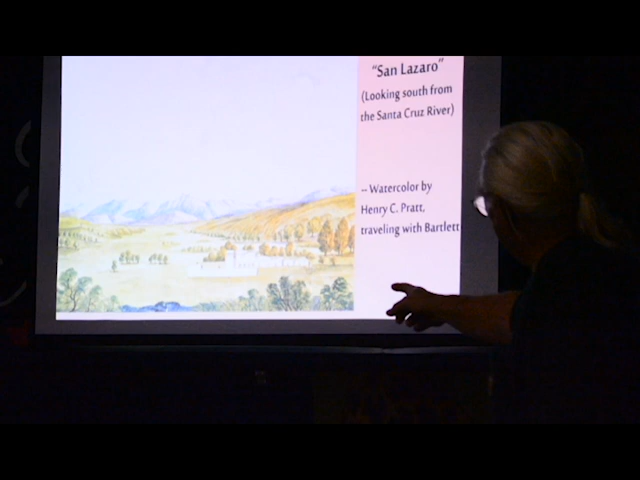 “San Lazaro”
(Looking south from
the Santa Cruz River)
-- Watercolor by
Henry C. Pratt,
traveling with Bartlett